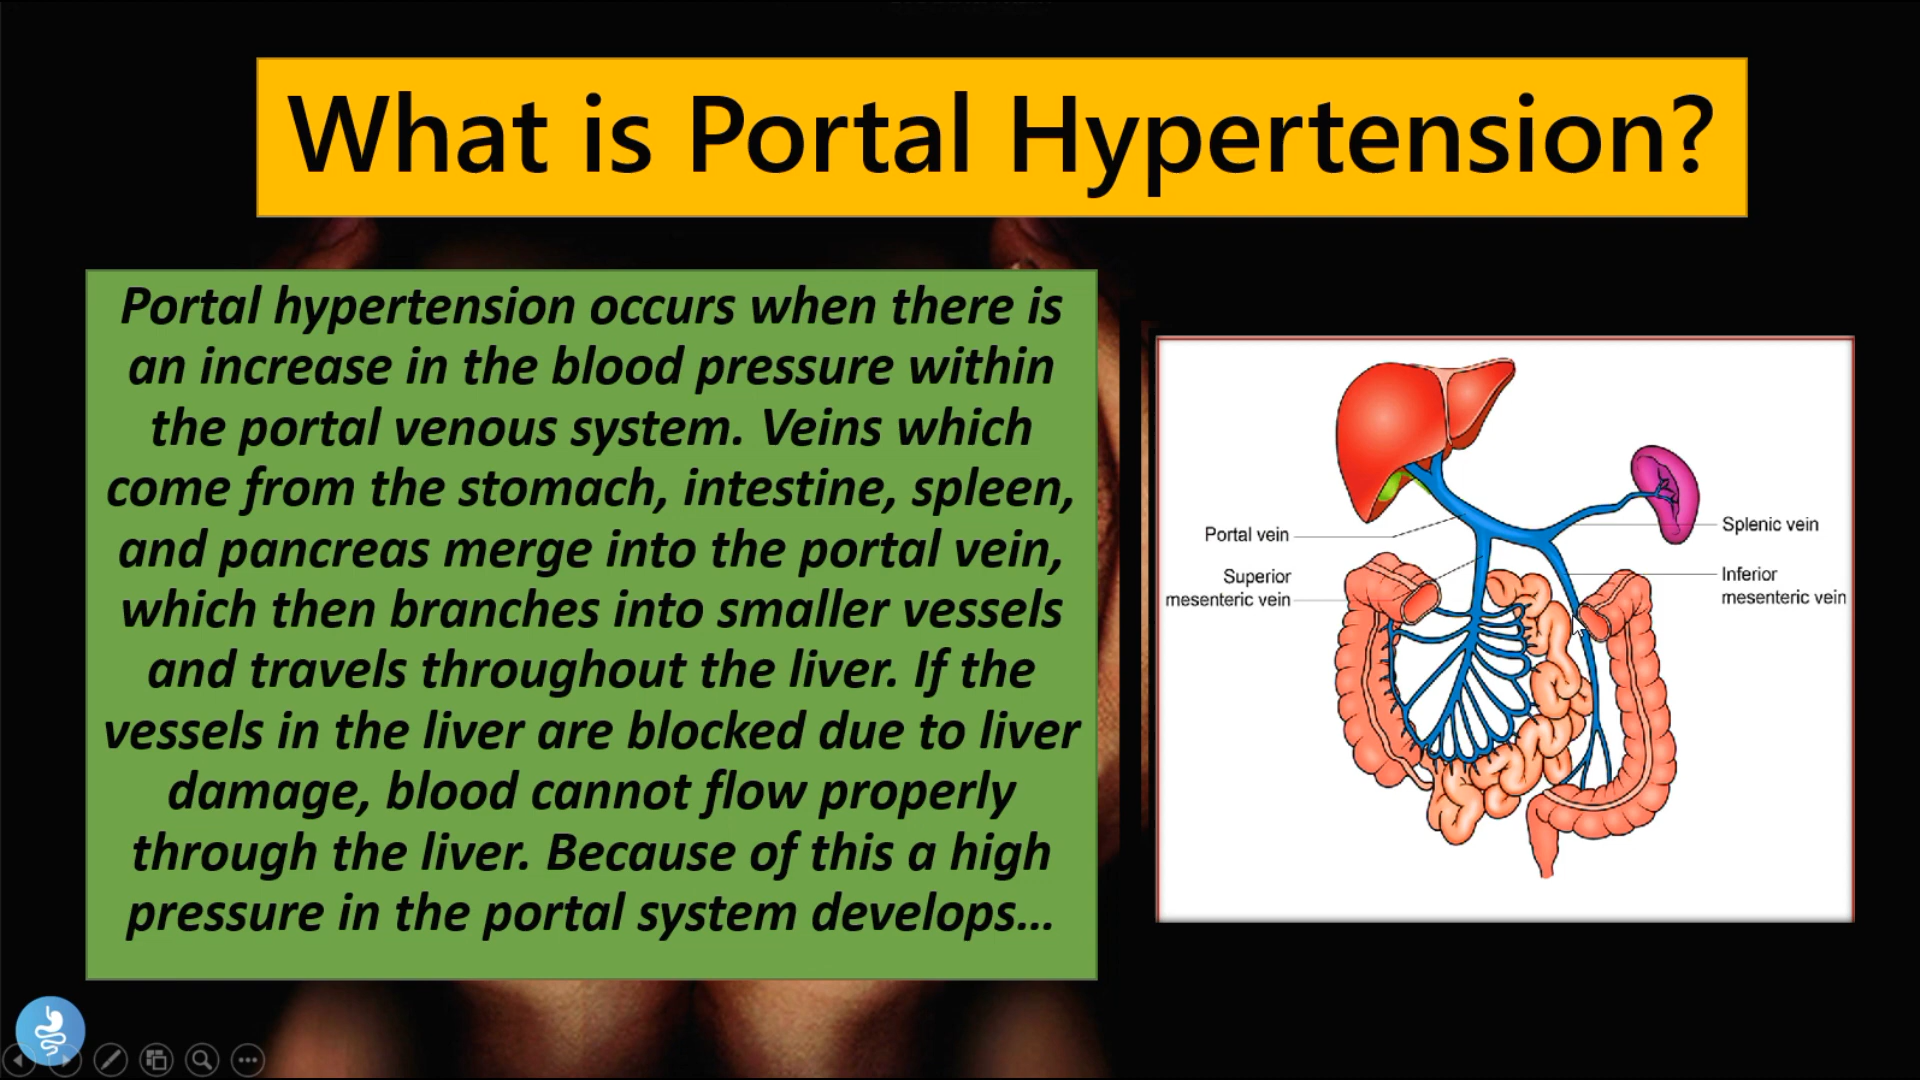 What is Portal Hypertension?
Portal hypertension occurs when there is
an increase in the blood pressure within
the portal venous system. Veins which
come from the stomach, intestine, spleen,
and pancreas merge into the portal vein,
which then branches into smaller vessels
and travels throughout the liver. If the
vessels in the liver are blocked due to liver
damage, blood cannot flow properly
through the liver. Because of this a high
pressure in the portal system develops...
Portal vein
Superior
mesenteric vein
Splenic vein
Inferior
mesenteric vein